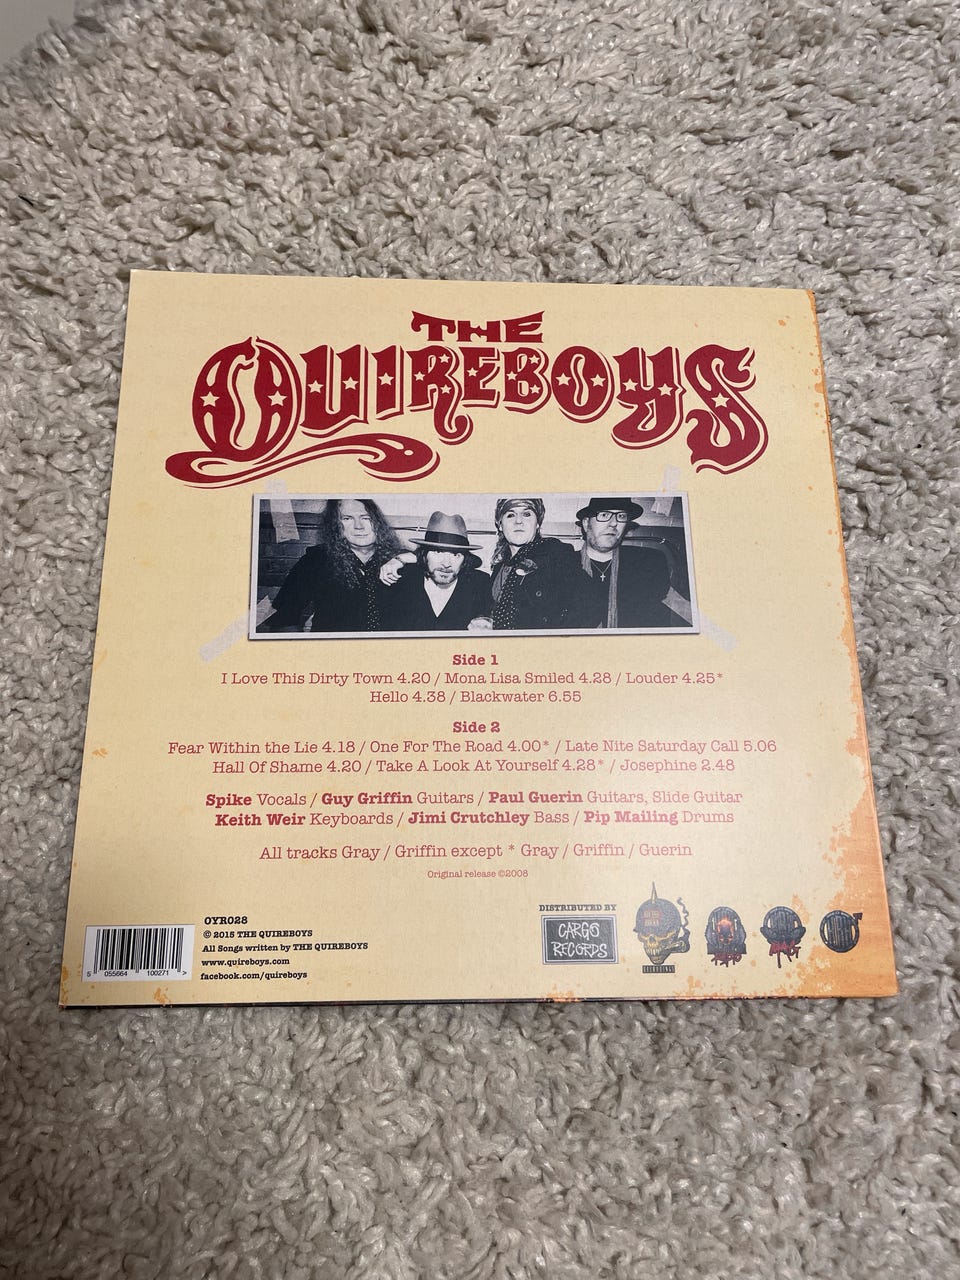 THE
QUIREBOYS
Side 1
I Love This Dirty Town 4.20 / Mona Lisa Smiled 4.28 / Louder 4.25*
Hello 4.38 / Blackwater 6.55
Side 2
Fear Within the Lie 4.18 / One For The Road 4.00* / Late Nite Saturday Call 5.06
Hall Of Shame 4.20 / Take A Look At Yourself 4.28* / Josephine 2.48
Spike Vocals / Guy Griffin Guitars / Paul Guerin Guitars, Slide Guitar
Keith Weir Keyboards / Jimi Crutchley Bass / Pip Mailing Drums
All tracks Gray / Griffin except * Gray / Griffin / Guerin
Original release ©2008
OYR028
© 2015 THE QUIREBOYS
All Songs written by THE QUIREBOYS
www.quireboys.com
facebook.com/quireboys
5 055664 100271 >
DISTRIBUTED BY
CARGO
RECORDS